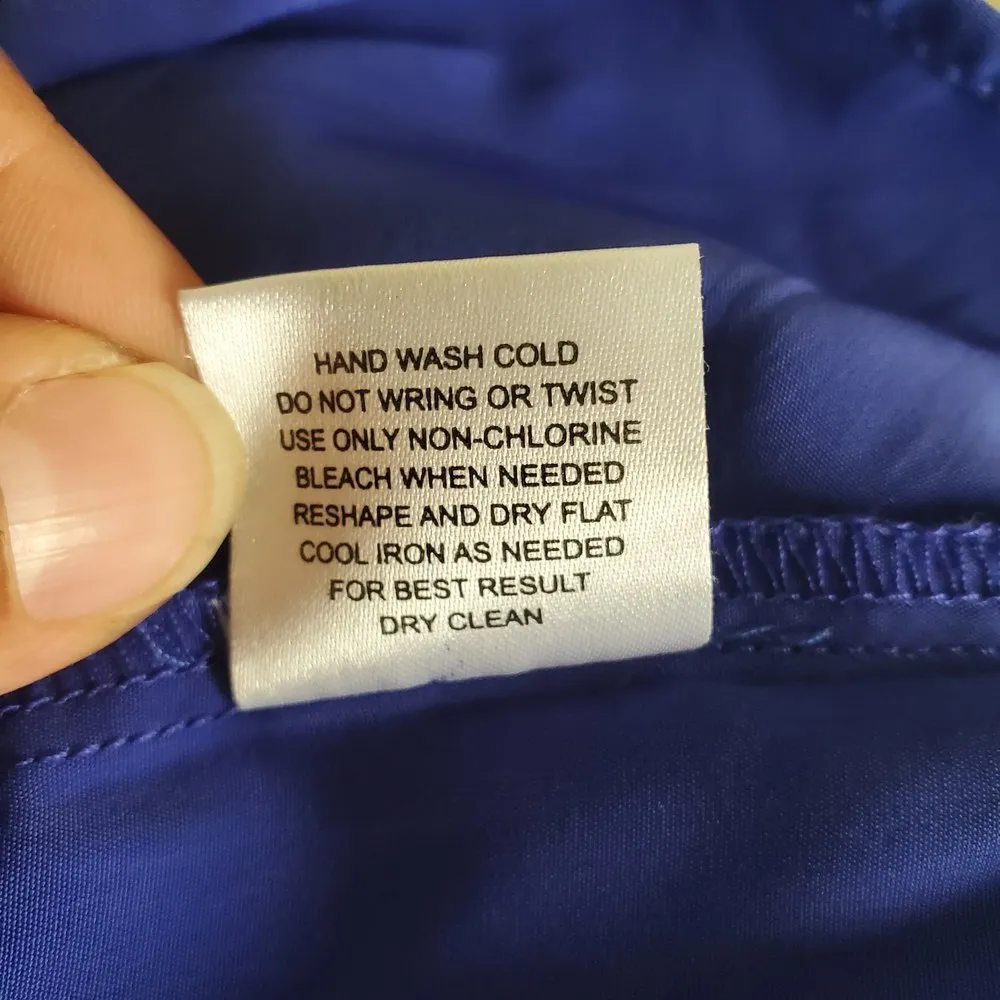 HAND WASH COLD
DO NOT WRING OR TWIST
USE ONLY NON-CHLORINE
BLEACH WHEN NEEDED
RESHAPE AND DRY FLAT
COOL IRON AS NEEDED
FOR BEST RESULT
DRY CLEAN